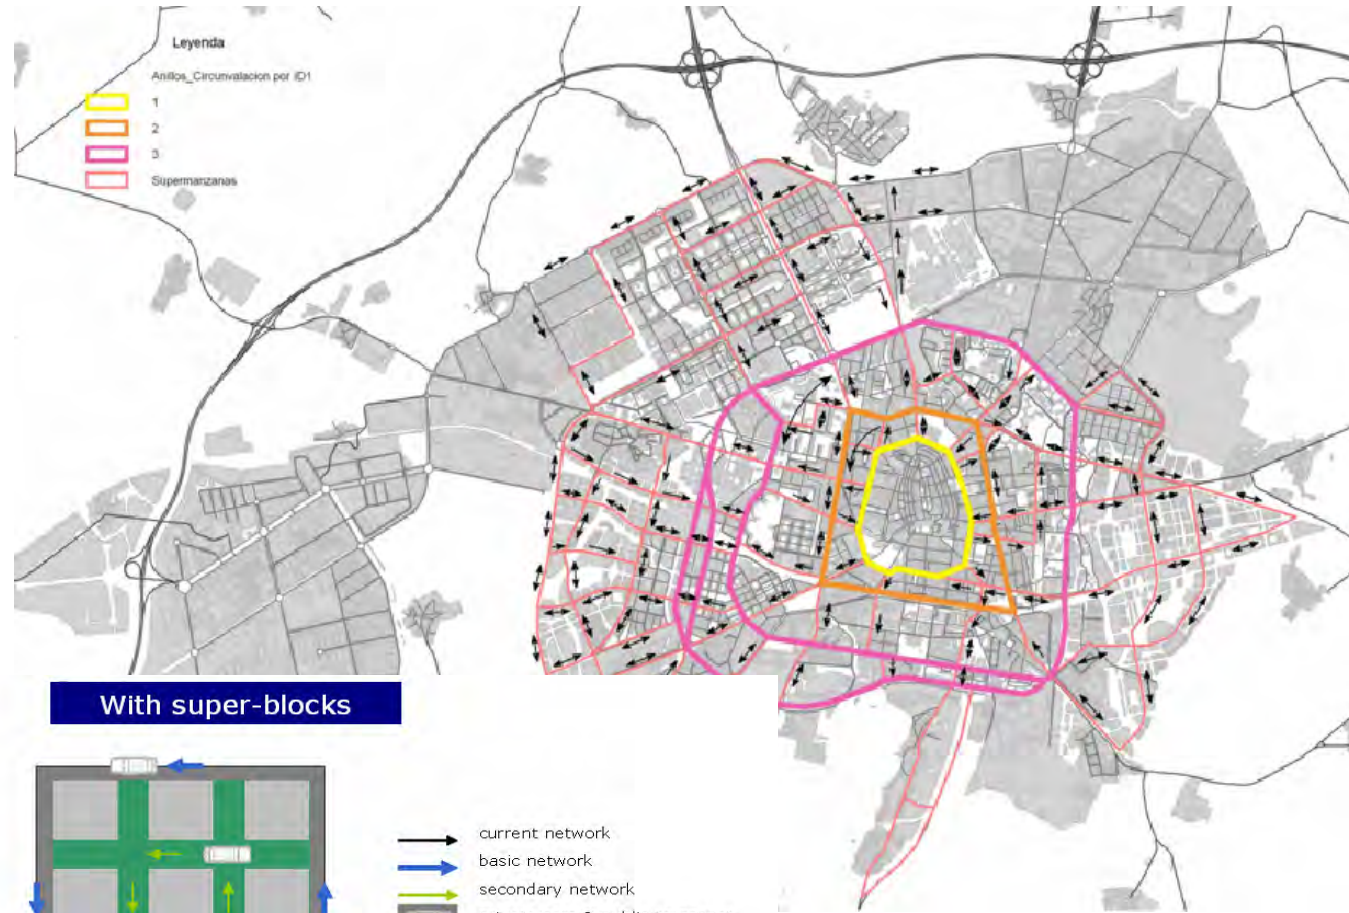 Leyenda
Anillos_Circunvalacion por ID1
1
2
3
Supermanzanas
With super-blocks
current network
basic network
secondary network